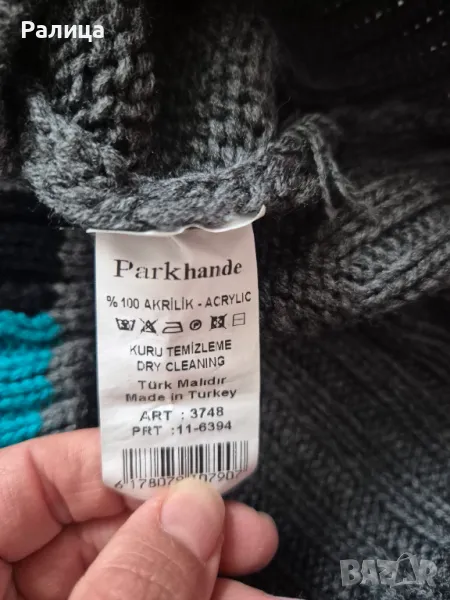 Ралица
Parkhande
% 100 AKRİLİK - ACRYLIC
KURU TEMİZLEME
DRY CLEANING
Türk Malıdır
Made in Turkey
ART : 3748
PRT :11-6394
BAZAR